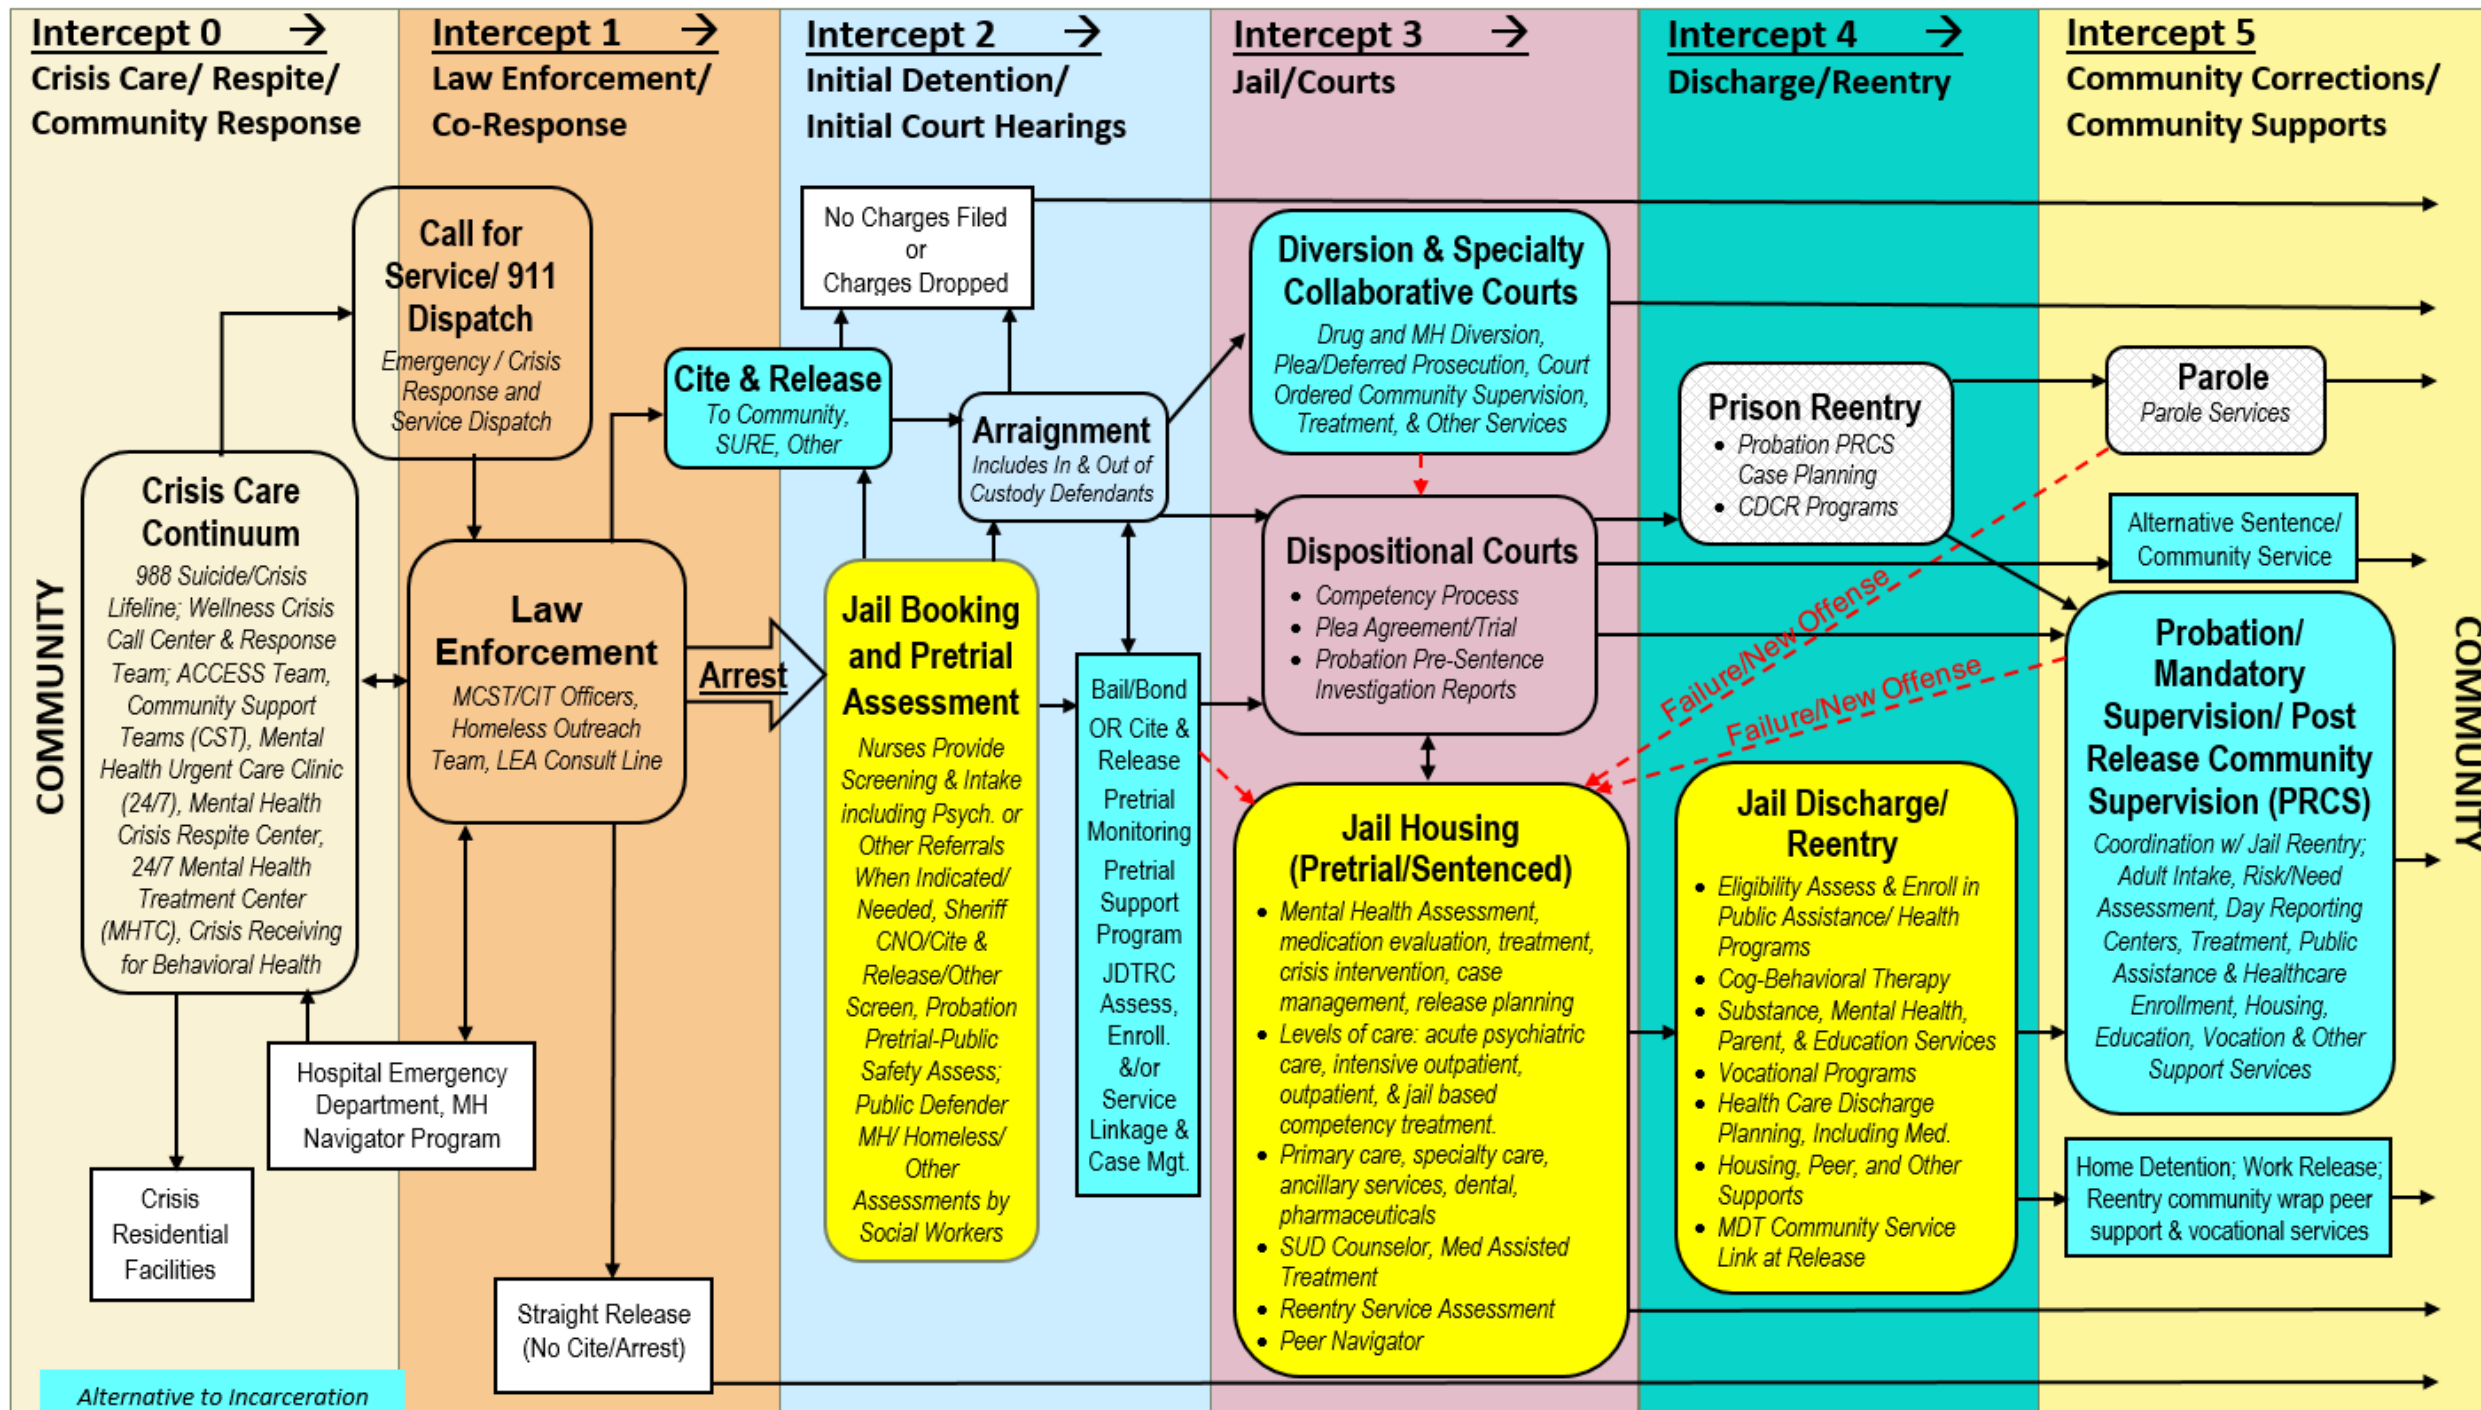 Intercept 0 →
Crisis Care/ Respite/
Community Response
Intercept 1 →
Law Enforcement/
Co-Response
Intercept 2 →
Initial Detention/
Initial Court Hearings
Intercept 3 →
Jail/Courts
Intercept 4 →
Discharge/Reentry
Intercept 5
Community Corrections/
Community Supports
COMMUNITY
Call for
Service/ 911
Dispatch
Emergency / Crisis
Response and
Service Dispatch
Crisis Care
Continuum
988 Suicide/Crisis
Lifeline; Wellness Crisis
Call Center & Response
Team; ACCESS Team,
Community Support
Teams (CST), Mental
Health Urgent Care Clinic
(24/7), Mental Health
Crisis Respite Center,
24/7 Mental Health
Treatment Center
(MHTC), Crisis Receiving
for Behavioral Health
Hospital Emergency
Department, MH
Navigator Program
Crisis
Residential
Facilities
Alternative to Incarceration
Law
Enforcement
MCST/CIT Officers,
Homeless Outreach
Team, LEA Consult Line
Arrest
Straight Release
(No Cite/Arrest)
Cite & Release
To Community,
SURE, Other
No Charges Filed
or
Charges Dropped
Arraignment
Includes In & Out of
Custody Defendants
Jail Booking
and Pretrial
Assessment
Nurses Provide
Screening & Intake
including Psych. or
Other Referrals
When Indicated/
Needed, Sheriff
CNO/Cite &
Release/Other
Screen, Probation
Pretrial-Public
Safety Assess;
Public Defender
MH/ Homeless/
Other
Assessments by
Social Workers
Bail/Bond
OR Cite &
Release
Pretrial
Monitoring
Pretrial
Support
Program
JDTRC
Assess,
Enroll.
&/or
Service
Linkage &
Case Mgt.
Diversion & Specialty
Collaborative Courts
Drug and MH Diversion,
Plea/Deferred Prosecution, Court
Ordered Community Supervision,
Treatment, & Other Services
Dispositional Courts
• Competency Process
• Plea Agreement/Trial
• Probation Pre-Sentence
Investigation Reports
Jail Housing
(Pretrial/Sentenced)
• Mental Health Assessment,
medication evaluation, treatment,
crisis intervention, case
management, release planning
• Levels of care: acute psychiatric
care, intensive outpatient,
outpatient, & jail based
competency treatment.
• Primary care, specialty care,
ancillary services, dental,
pharmaceuticals
• SUD Counselor, Med Assisted
Treatment
• Reentry Service Assessment
• Peer Navigator
Prison Reentry
• Probation PRCS
Case Planning
• CDCR Programs
Failure/New Offense
Failure/New Offense
Jail Discharge/
Reentry
• Eligibility Assess & Enroll in
Public Assistance/ Health
Programs
• Cog-Behavioral Therapy
• Substance, Mental Health,
Parent, & Education Services
• Vocational Programs
• Health Care Discharge
Planning, Including Med.
• Housing, Peer, and Other
Supports
• MDT Community Service
Link at Release
Parole
Parole Services
Alternative Sentence/
Community Service
Probation/
Mandatory
Supervision/ Post
Release Community
Supervision (PRCS)
Coordination w/ Jail Reentry;
Adult Intake, Risk/Need
Assessment, Day Reporting
Centers, Treatment, Public
Assistance & Healthcare
Enrollment, Housing,
Education, Vocation & Other
Support Services
Home Detention; Work Release;
Reentry community wrap peer
support & vocational services
COMMUNITY